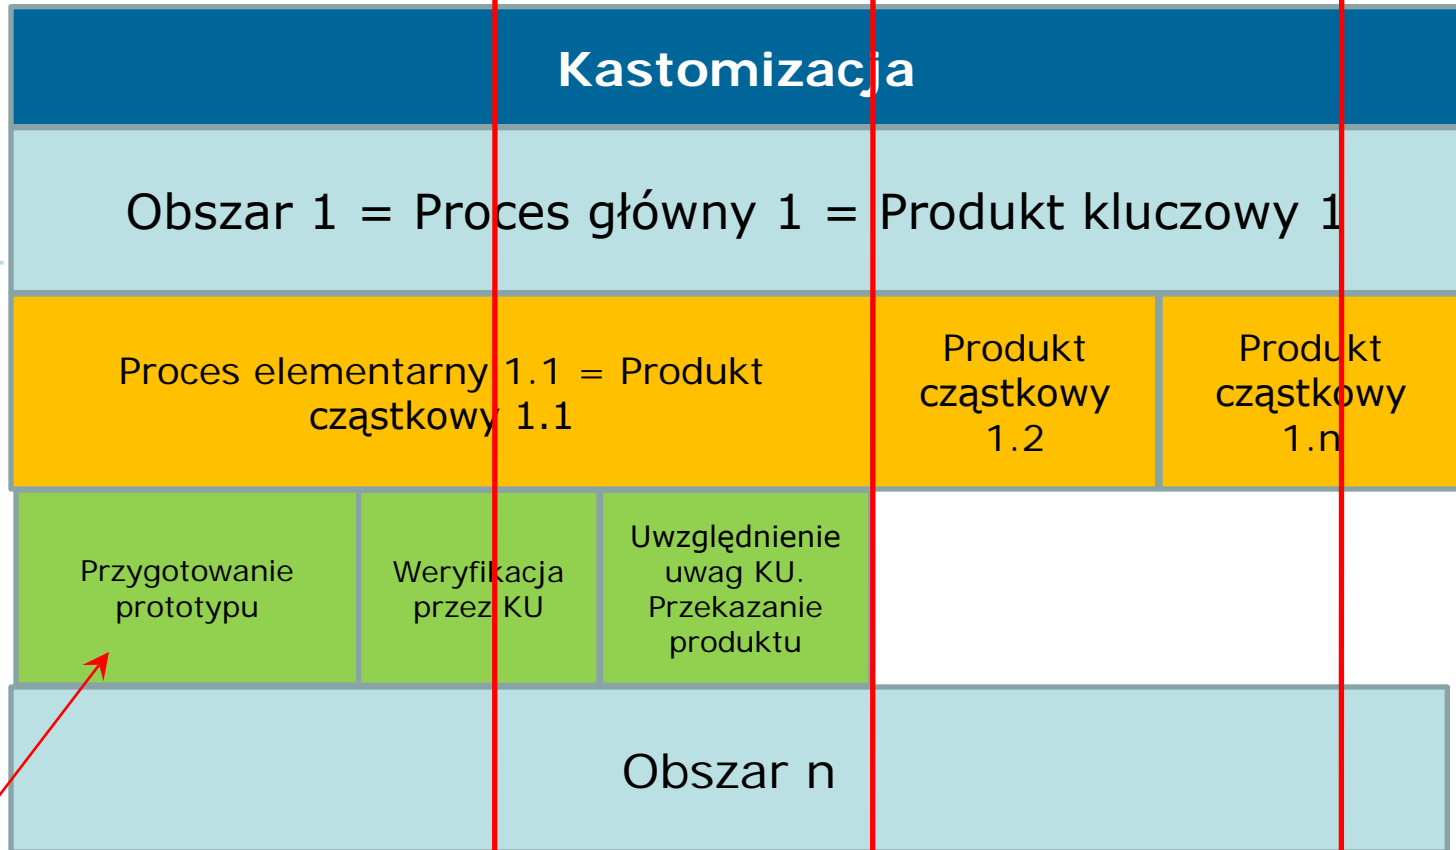 Kastomizacja
Obszar 1 = Proces główny 1 = Produkt kluczowy 1
Proces elementarny 1.1 = Produkt
cząstkowy 1.1
Produkt
cząstkowy
1.2
Produkt
cząstkowy
1.n
Przygotowanie
prototypu
Weryfikacja
przez KU
Uwzględnienie
uwag KU.
Przekazanie
produktu
Obszar n